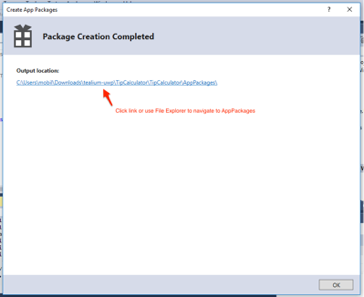 Create App Packages
Package Creation Completed
Output location:
C:\Users\mobil\Downloads\tealium-uwp\TipCalculator\TipCalculator\AppPackages\
Click link or use File Explorer to navigate to AppPackages
OK